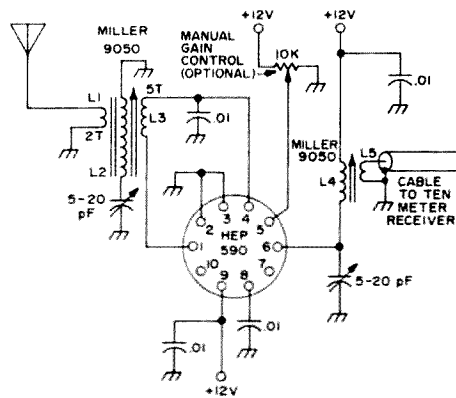 +12V
+12V
MILLER
9050
MANUAL
GAIN
CONTROL
(OPTIONAL)
10K
.01
L1
5T
L3
.01
2T
L2
MILLER
9050
L5
L4
CABLE
TO TEN
METER
RECEIVER
5-20
pF
3
4
2
5
HEP
590
1
6
10
7
9
8
5-20 pF
.01
.01
+12V